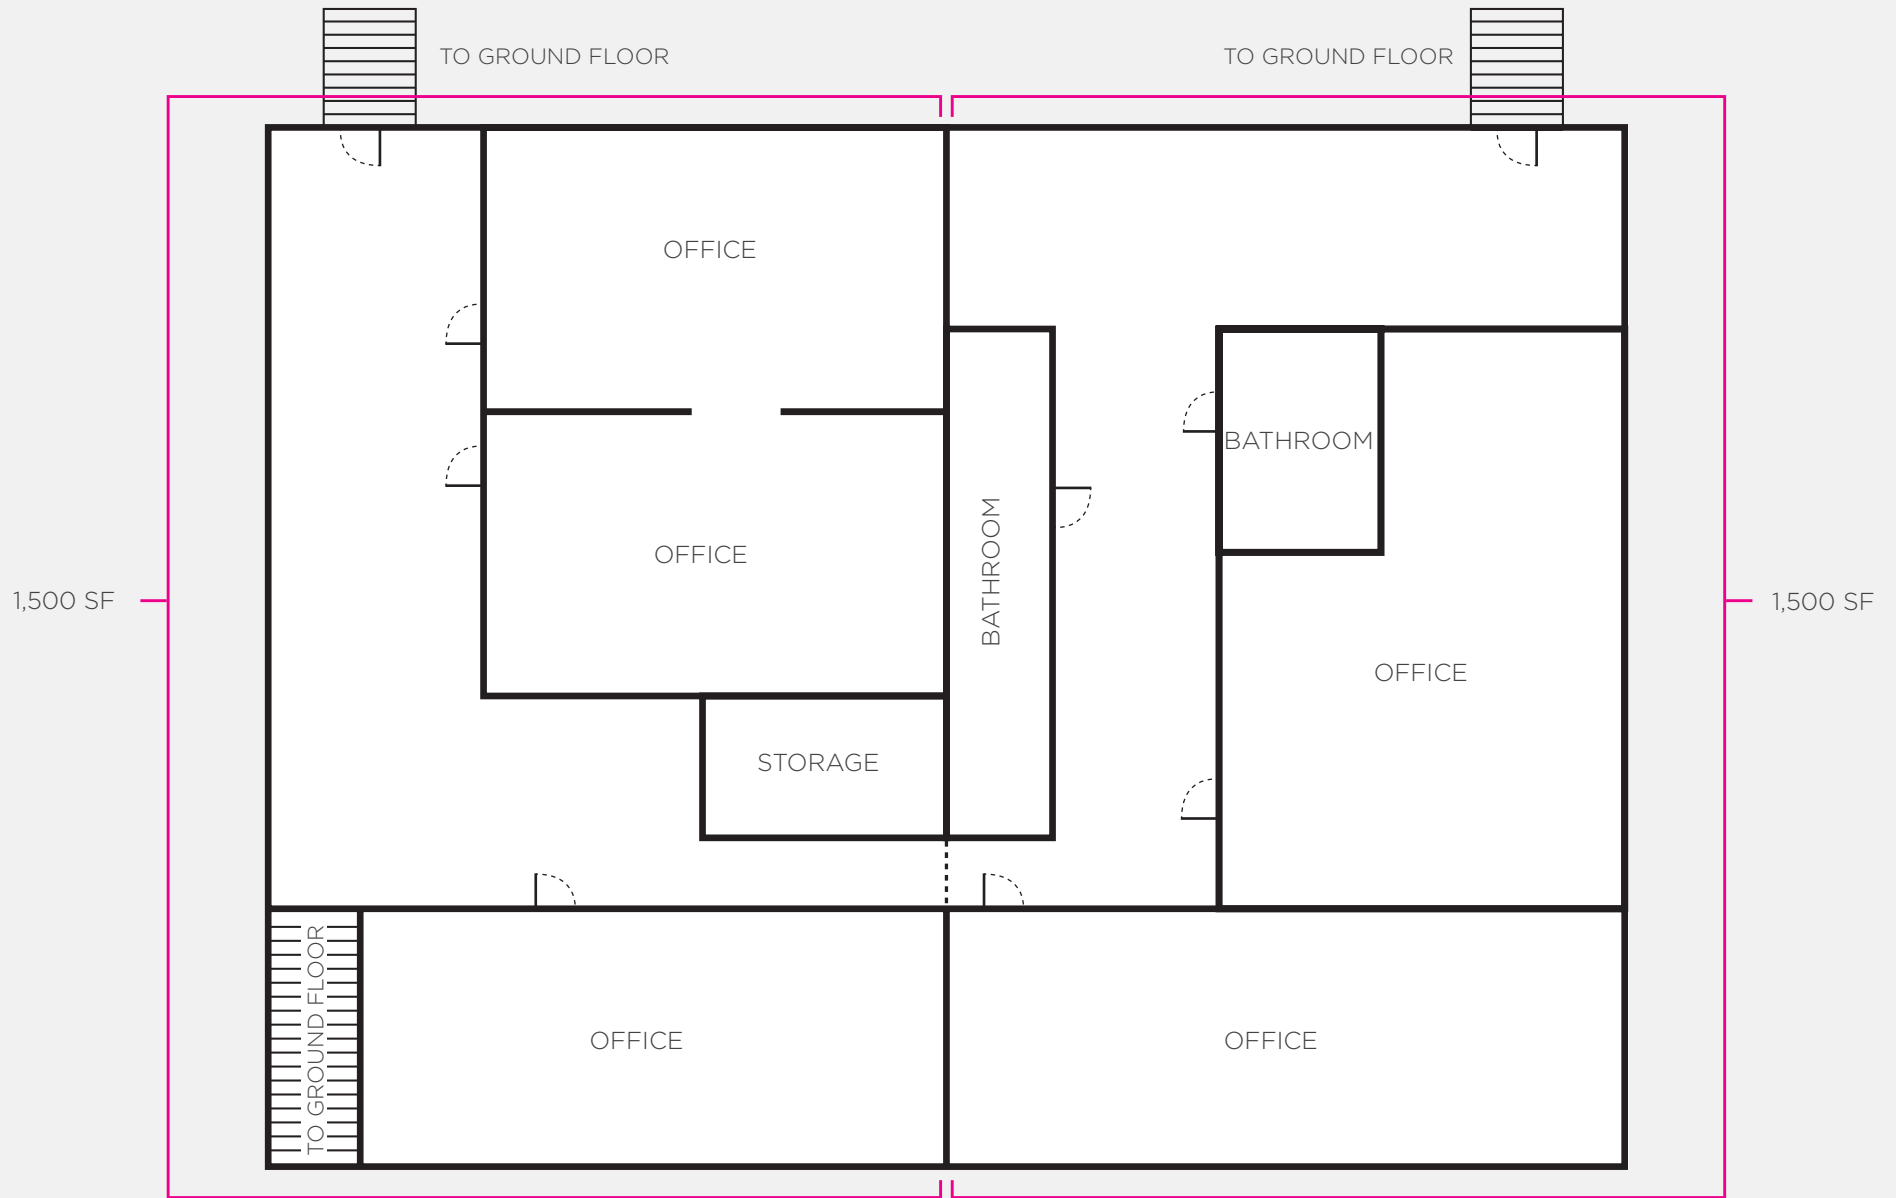 TO GROUND FLOOR
TO GROUND FLOOR
OFFICE
BATHROOM
OFFICE
BATHROOM
1,500 SF
1,500 SF
OFFICE
STORAGE
TO GROUND FLOOR
OFFICE
OFFICE